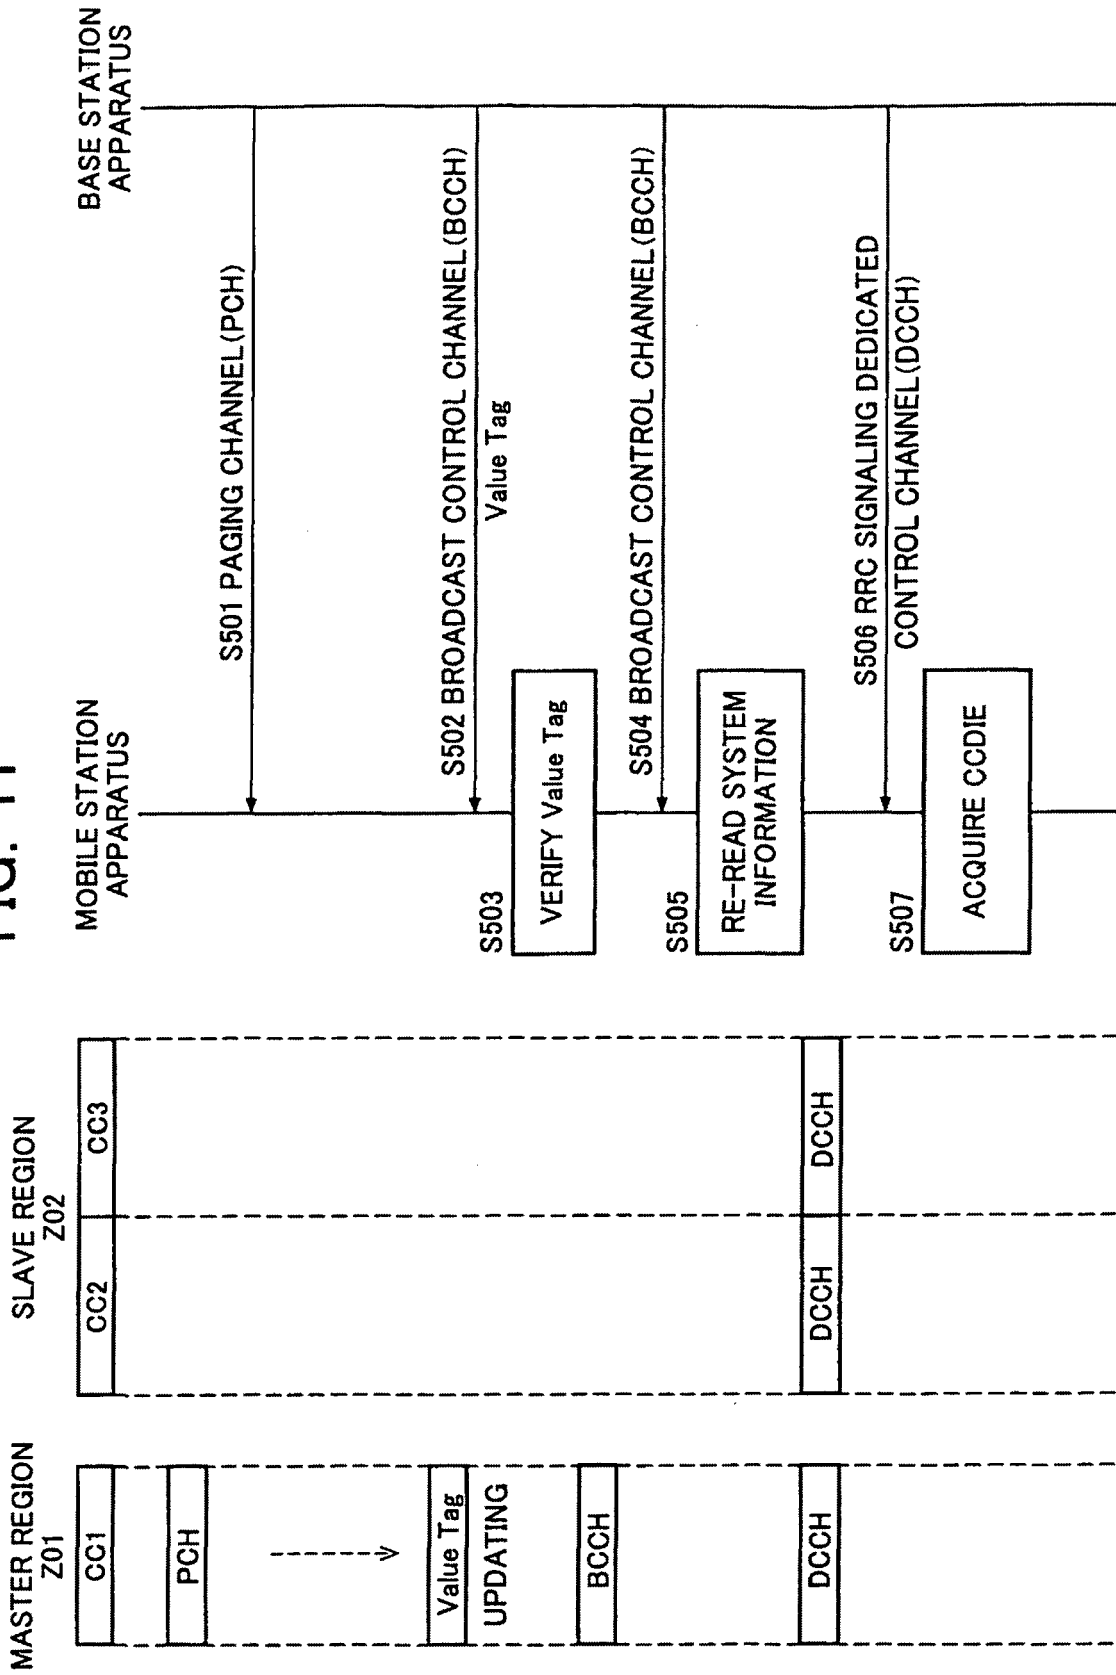 FIG. 11
MASTER REGION
Z01
SLAVE REGION
Z02
MOBILE STATION
APPARATUS
BASE STATION
APPARATUS
CC1
CC2
CC3
PCH
S501 PAGING CHANNEL(PCH)
Value Tag
UPDATING
S502 BROADCAST CONTROL CHANNEL(BCCH)
Value Tag
S503
VERIFY Value Tag
BCCH
S504 BROADCAST CONTROL CHANNEL(BCCH)
S505
RE-READ SYSTEM
INFORMATION
DCCH
DCCH
DCCH
S506 RRC SIGNALING DEDICATED
CONTROL CHANNEL(DCCH)
S507
ACQUIRE CCDIE